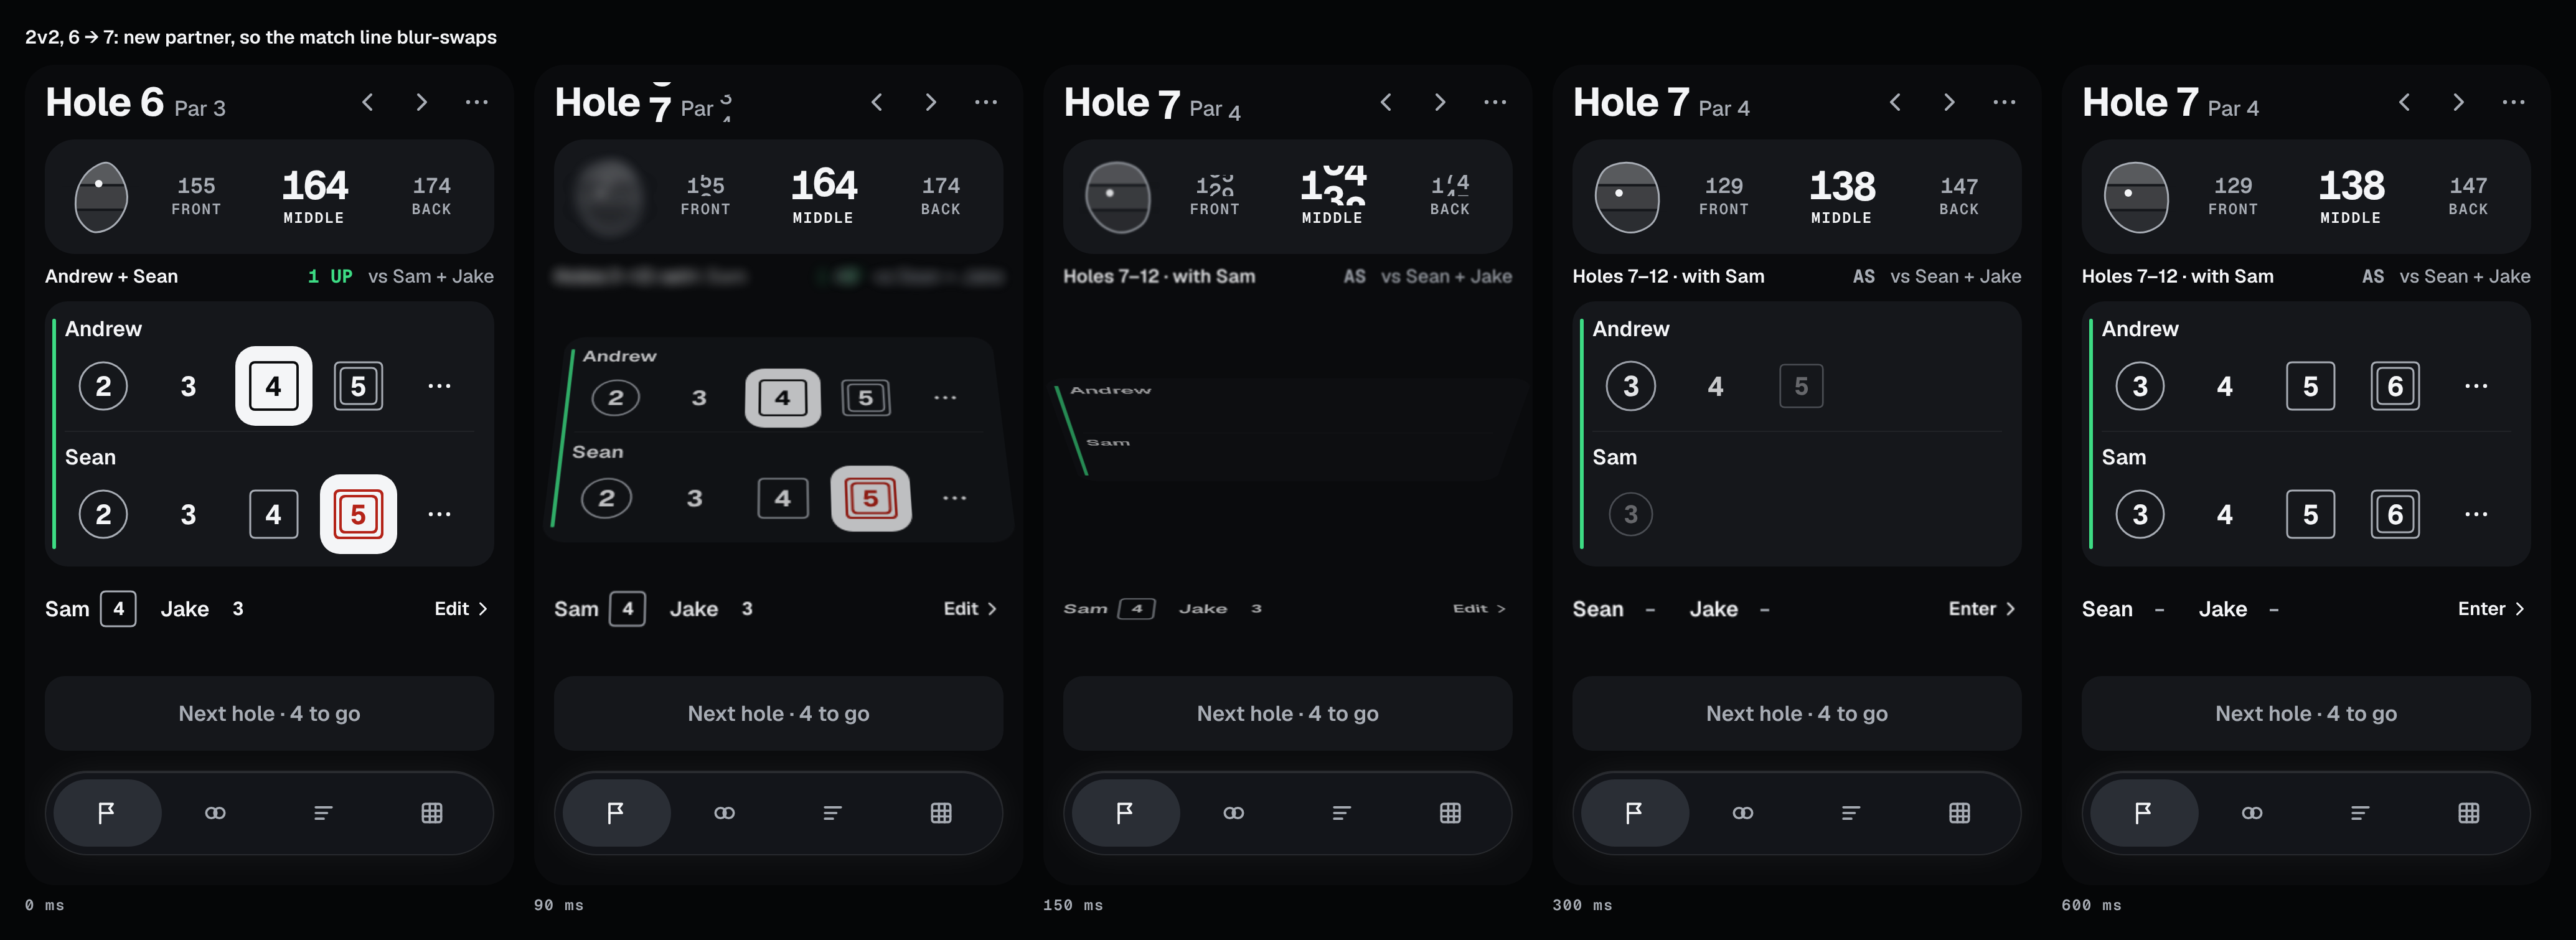 2v2, 6 → 7: new partner, so the match line blur-swaps
Hole 6 Par 3
155 164 174
FRONT MIDDLE BACK
Andrew + Sean 1 UP vs Sam + Jake
Andrew
2 3 4 5 ...
Sean
2 3 4 5 ...
Sam 4 Jake 3 Edit >
Next hole · 4 to go
0 ms
Hole 7 Par
164 174
FRONT MIDDLE BACK
Andrew
2 3 4 5 ...
Sean
2 3 4 5 ...
Sam 4 Jake 3 Edit >
Next hole · 4 to go
90 ms
Hole 7 Par 4
FRONT MIDDLE BACK
Holes 7–12 · with Sam AS vs Sean + Jake
Andrew
Sam
Sam 4 Jake 3 Edit >
Next hole · 4 to go
150 ms
Hole 7 Par 4
129 138 147
FRONT MIDDLE BACK
Holes 7–12 · with Sam AS vs Sean + Jake
Andrew
3 4 5
Sam
3
Sean – Jake – Enter >
Next hole · 4 to go
300 ms
Hole 7 Par 4
129 138 147
FRONT MIDDLE BACK
Holes 7–12 · with Sam AS vs Sean + Jake
Andrew
3 4 5 6 ...
Sam
3 4 5 6 ...
Sean – Jake – Enter >
Next hole · 4 to go
600 ms